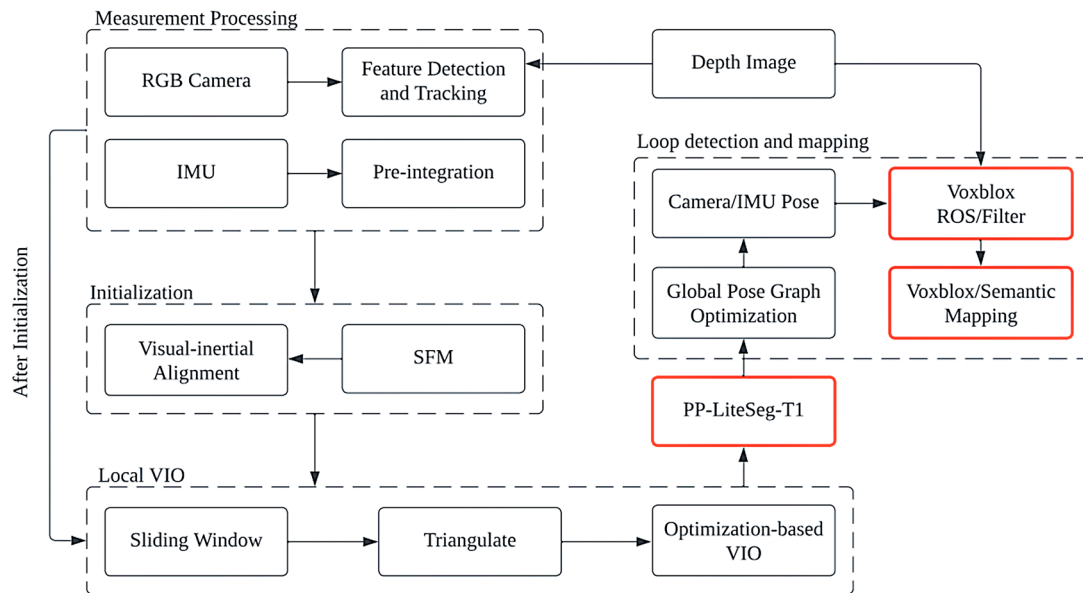 Measurement Processing
RGB Camera
Feature Detection
and Tracking
Depth Image
IMU
Pre-integration
Loop detection and mapping
Camera/IMU Pose
Voxblox
ROS/Filter
Global Pose Graph
Optimization
Voxblox/Semantic
Mapping
After Initialization
Initialization
Visual-inertial
Alignment
SFM
PP-LiteSeg-T1
Local VIO
Sliding Window
Triangulate
Optimization-based
VIO